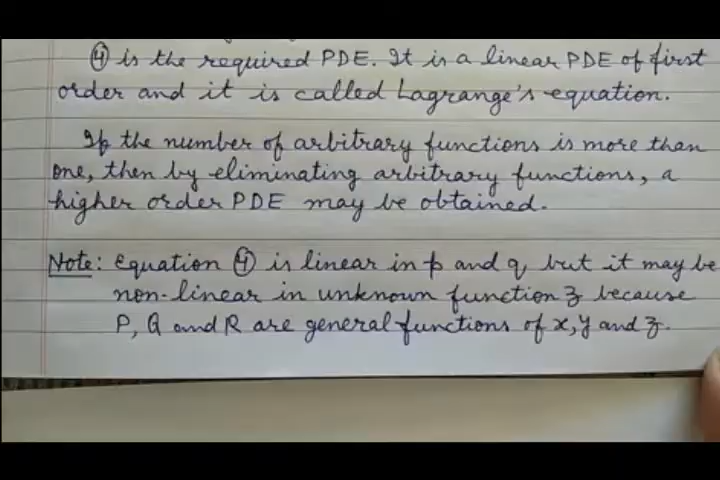 ④ is the required PDE. It is a linear PDE of first
order and it is called Lagrange's equation.
If the number of arbitrary functions is more than
one, then by eliminating arbitrary functions, a
higher order PDE may be obtained.
Note: Equation ④ is linear in p and q but it may be
non-linear in unknown function z because
P, Q and R are general functions of x, y and z.